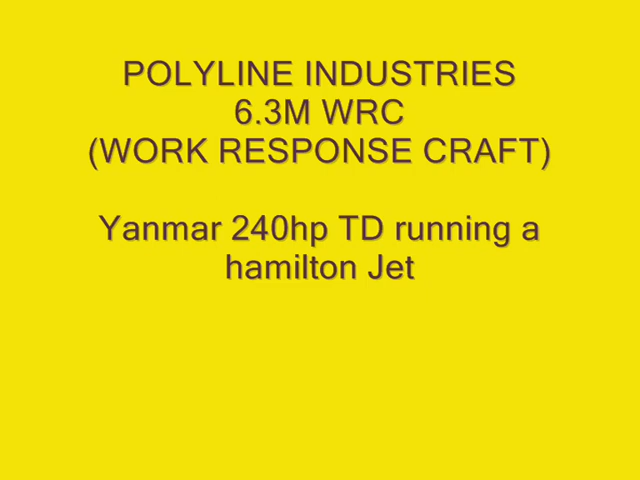 POLYLINE INDUSTRIES
6.3M WRC
(WORK RESPONSE CRAFT)
Yanmar 240hp TD running a
hamilton Jet